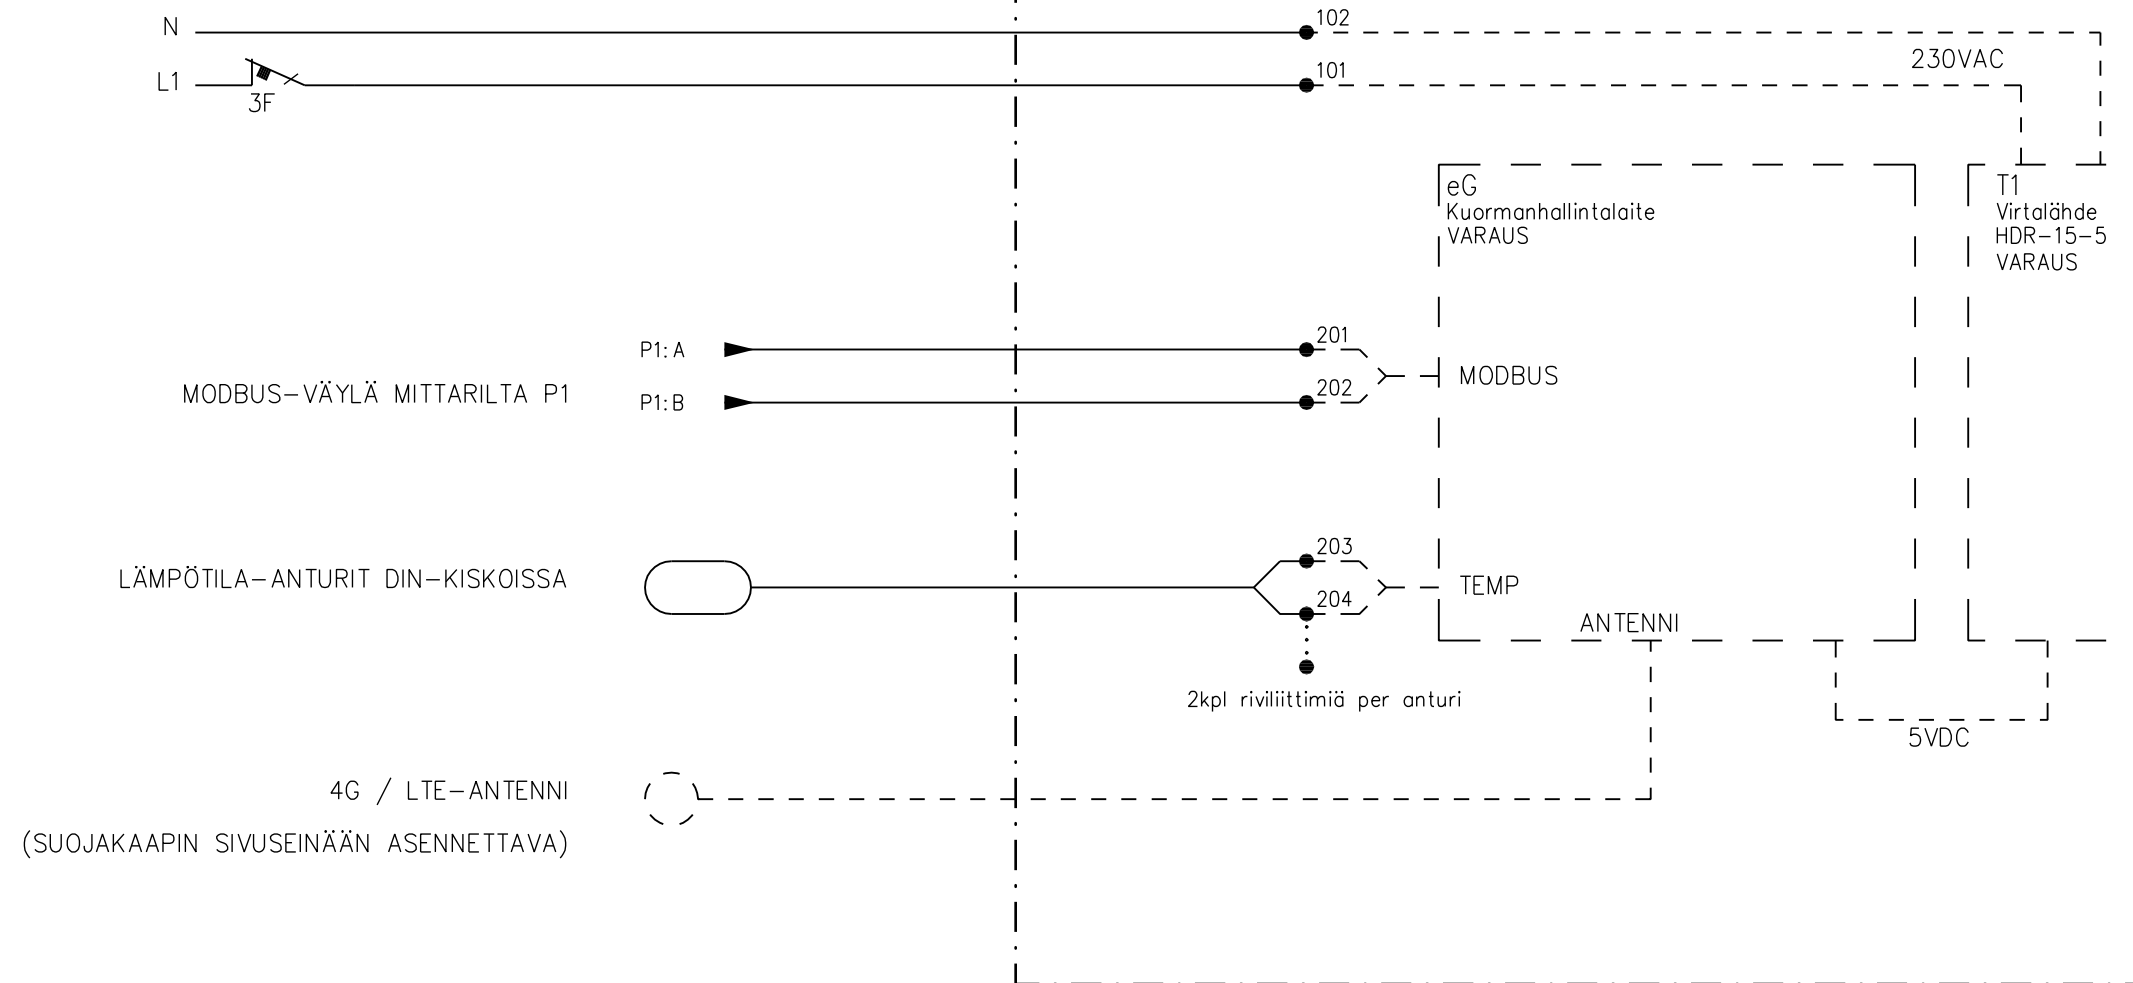 N
102
230VAC
L1
3F
101
eG
Kuormanhallintalaite
VARAUS
T1
Virtalähde
HDR-15-5
VARAUS
MODBUS-VÄYLÄ MITTARILTA P1
P1:A
P1:B
201
202
MODBUS
LÄMPÖTILA-ANTURIT DIN-KISKOISSA
203
204
TEMP
ANTENNI
2kpl riviliittimiä per anturi
5VDC
4G / LTE-ANTENNI
(SUOJAKAAPIN SIVUSEINÄÄN ASENNETTAVA)